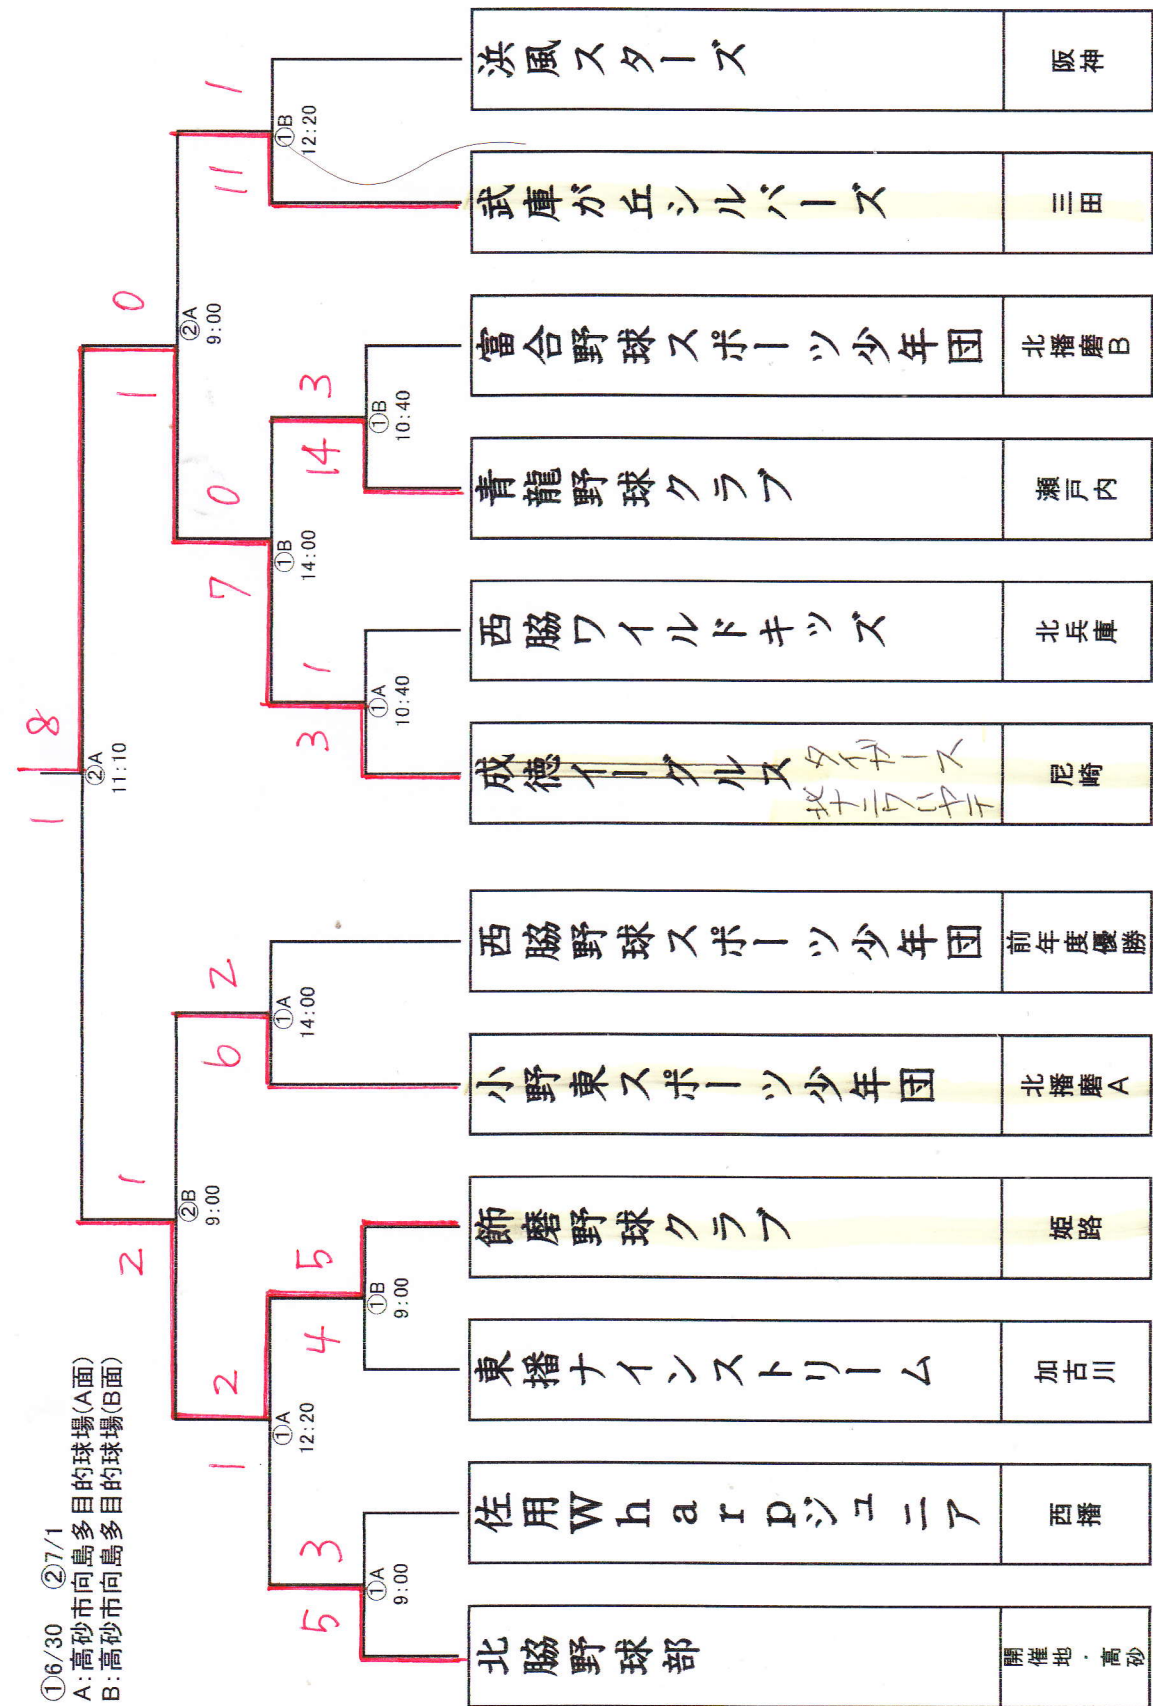 ①6/30 ②7/1
A:高砂市向島多目的球場(A面)
B:高砂市向島多目的球場(B面)
1
8
②A
11:10
2
1
②B
9:00
1
0
②A
9:00
1
2
①A
12:20
6
2
①A
14:00
7
0
①B
14:00
11
1
①B
12:20
5
3
①A
9:00
4
5
①B
9:00
3
1
①A
10:40
14
3
①B
10:40
北脇野球部
開催地・高砂
佐用Wharpジュニア
西播
東播ナインストリーム
加古川
飾磨野球クラブ
姫路
小野東スポーツ少年団
北播磨A
西脇野球スポーツ少年団
前年度優勝
成徳イーグルス
タイガース
北ナニワハヤテ
尼崎
西脇ワイルドキッズ
北兵庫
青龍野球クラブ
瀬戸内
富合野球スポーツ少年団
北播磨B
武庫が丘シルバーズ
三田
浜風スターズ
阪神